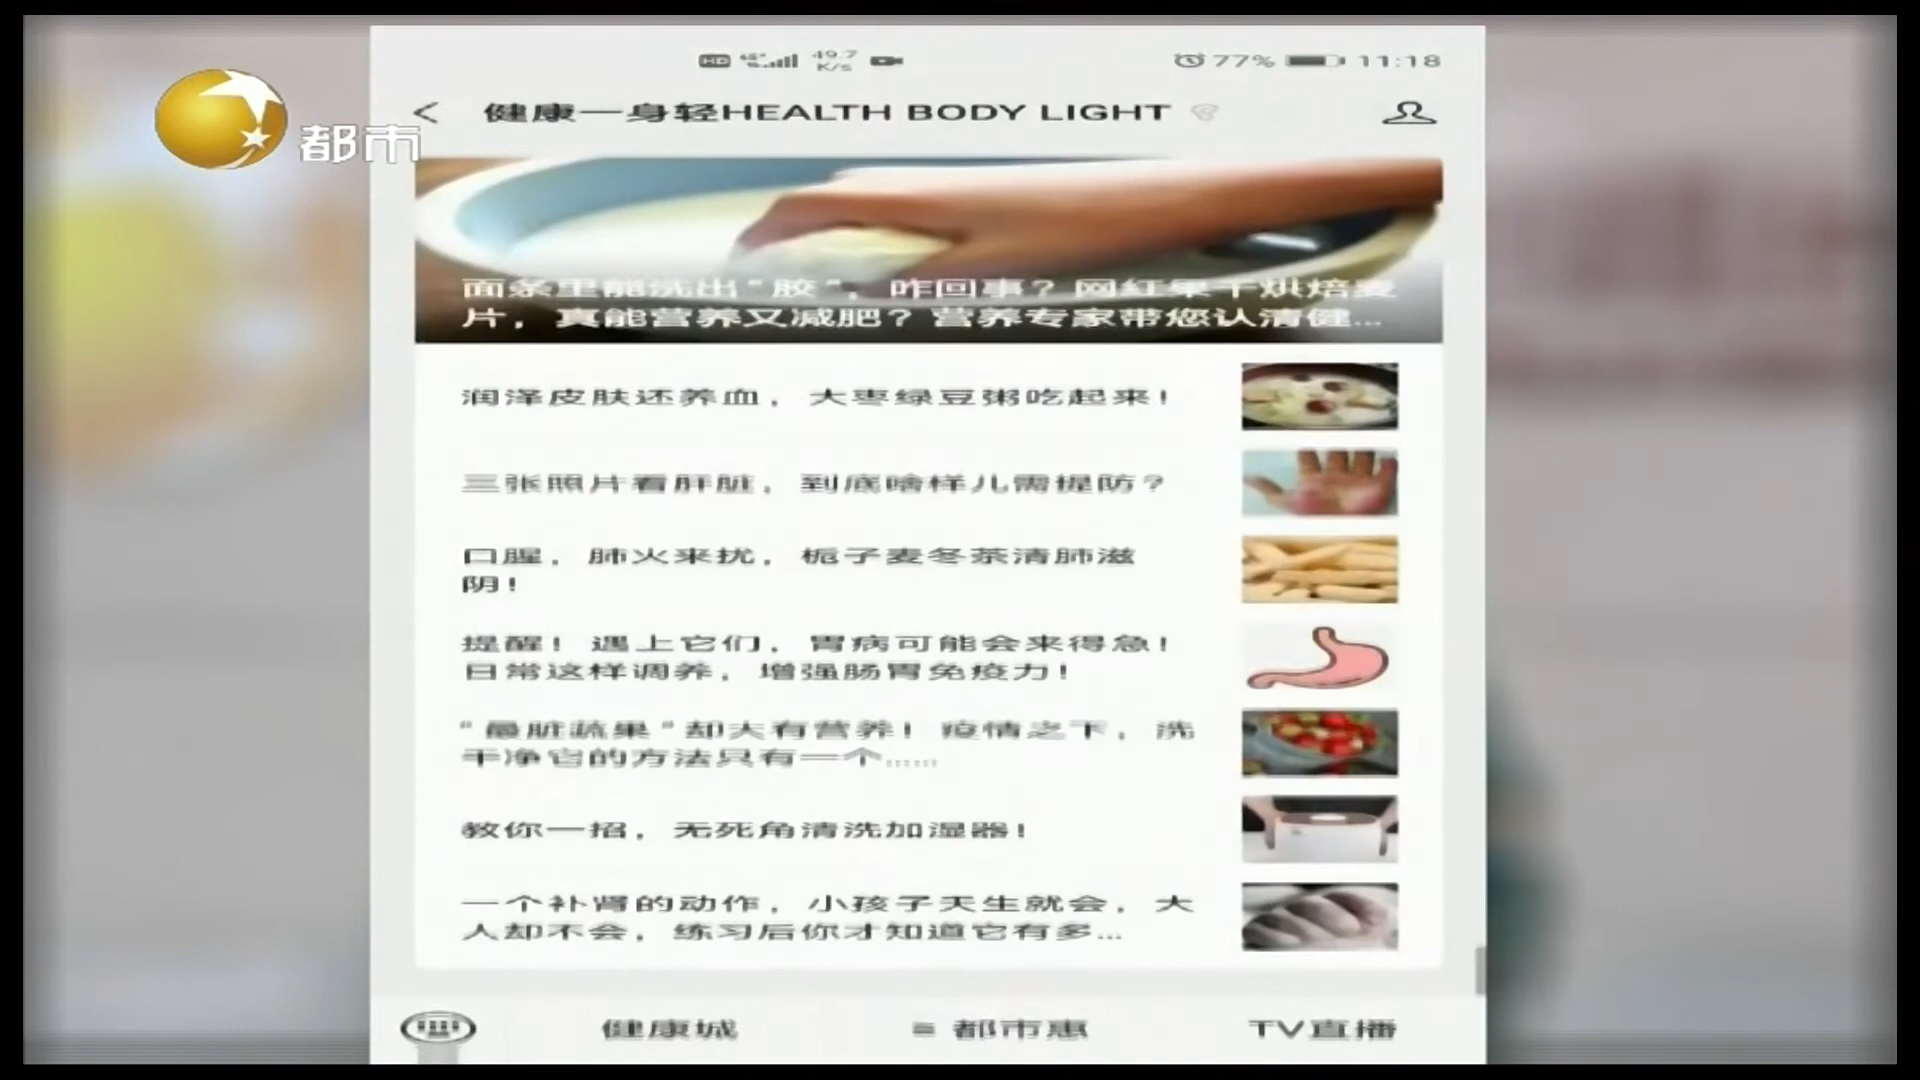 HD 49.7 K/s 77% 11:18
都市
健康一身轻HEALTH BODY LIGHT
面条里能洗出“胶”，咋回事？网红果干烘焙麦
片，真能营养又减肥？营养专家带您认清健...
润泽皮肤还养血，大枣绿豆粥吃起来！
三张照片看肝脏，到底啥样儿需提防？
口腥，肺火来扰，栀子麦冬茶清肺滋
阴！
提醒！遇上它们，胃病可能会来得急！
日常这样调养，增强肠胃免疫力！
“最脏蔬果”却大有营养！疫情之下，洗
干净它的方法只有一个......
教你一招，无死角清洗加湿器！
一个补肾的动作，小孩子天生就会，大
人却不会，练习后你才知道它有多...
健康城 ≡ 都市惠 TV直播